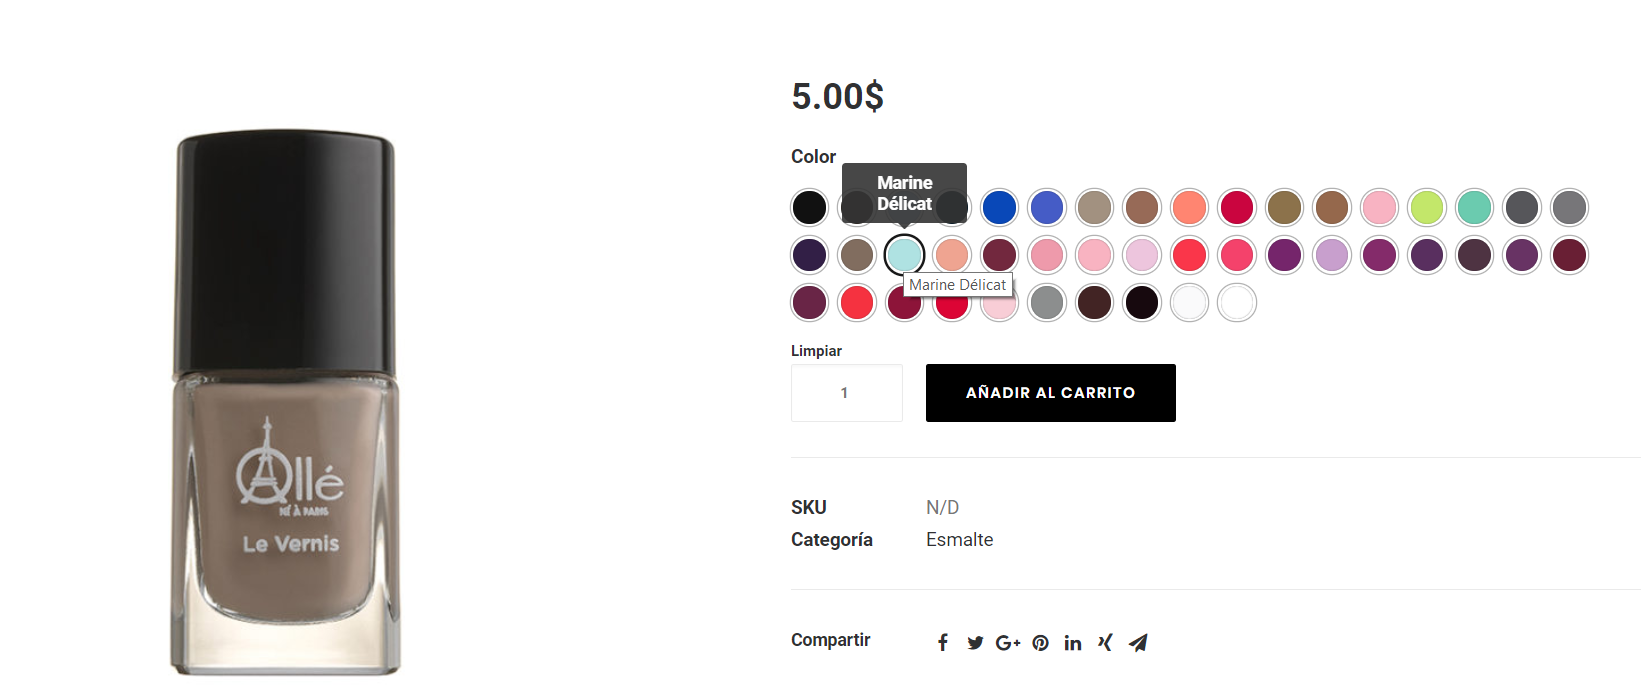 5.00$
Color
Marine
Délicat
Marine Délicat
Limpiar
1
AÑADIR AL CARRITO
SKU N/D
Categoría Esmalte
Compartir
Ollé
NÉ À PARIS
Le Vernis